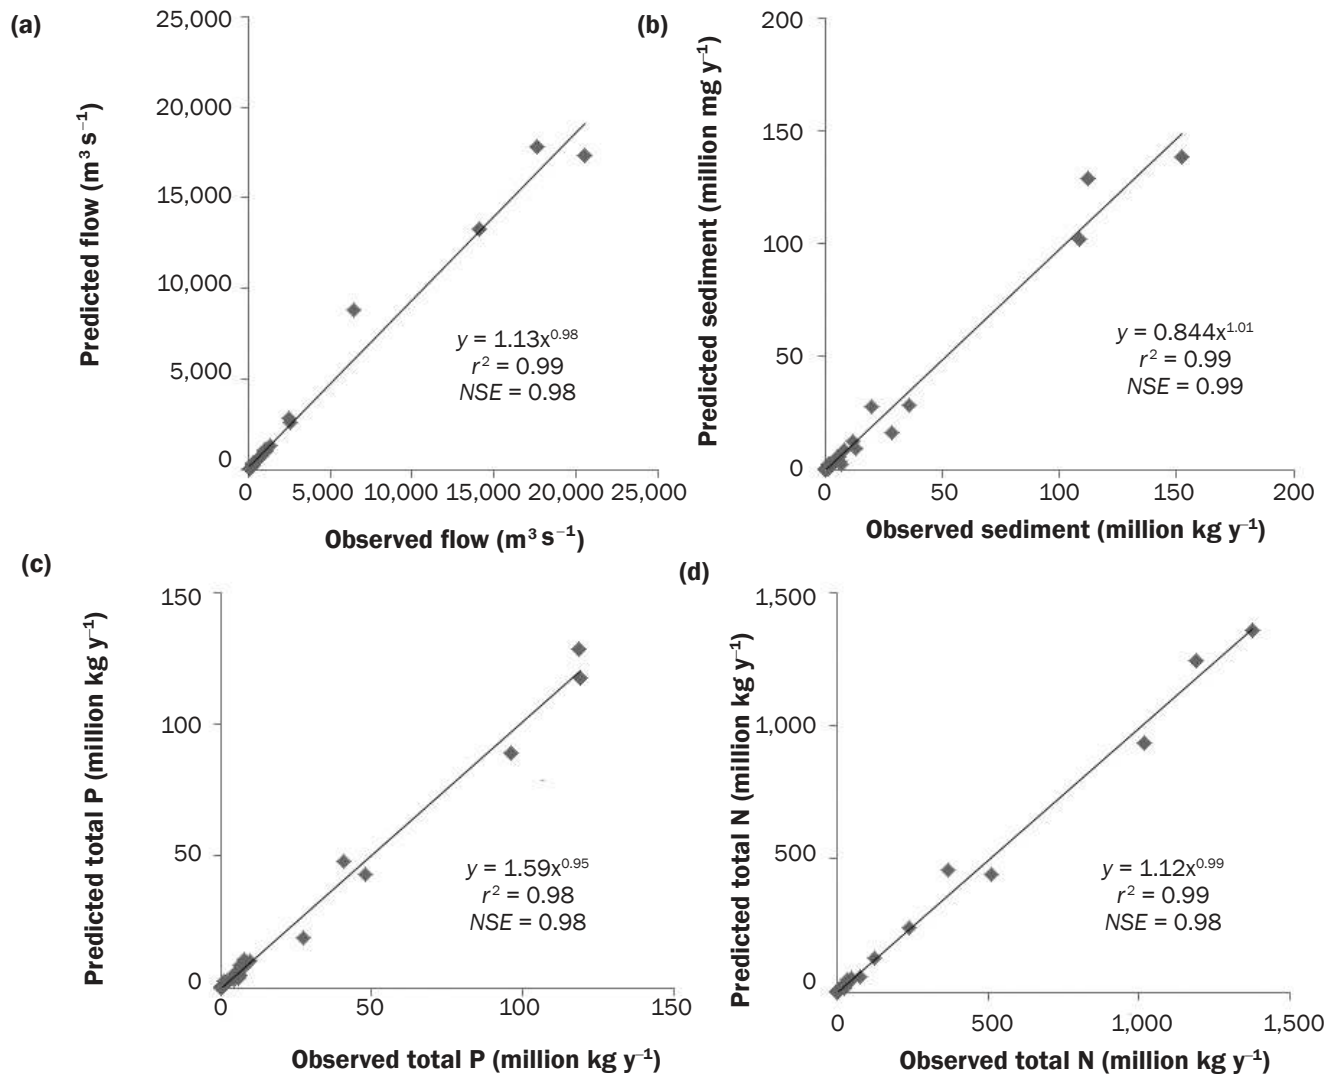 (a)
Predicted flow (m³ s⁻¹)
25,000
20,000
15,000
10,000
5,000
0
y = 1.13x^0.98
r² = 0.99
NSE = 0.98
0 5,000 10,000 15,000 20,000 25,000
Observed flow (m³ s⁻¹)
(b)
Predicted sediment (million mg y⁻¹)
200
150
100
50
0
y = 0.844x^1.01
r² = 0.99
NSE = 0.99
0 50 100 150 200
Observed sediment (million kg y⁻¹)
(c)
Predicted total P (million kg y⁻¹)
150
100
50
0
y = 1.59x^0.95
r² = 0.98
NSE = 0.98
0 50 100 150
Observed total P (million kg y⁻¹)
(d)
Predicted total N (million kg y⁻¹)
1,500
1,000
500
0
y = 1.12x^0.99
r² = 0.99
NSE = 0.98
0 500 1,000 1,500
Observed total N (million kg y⁻¹)